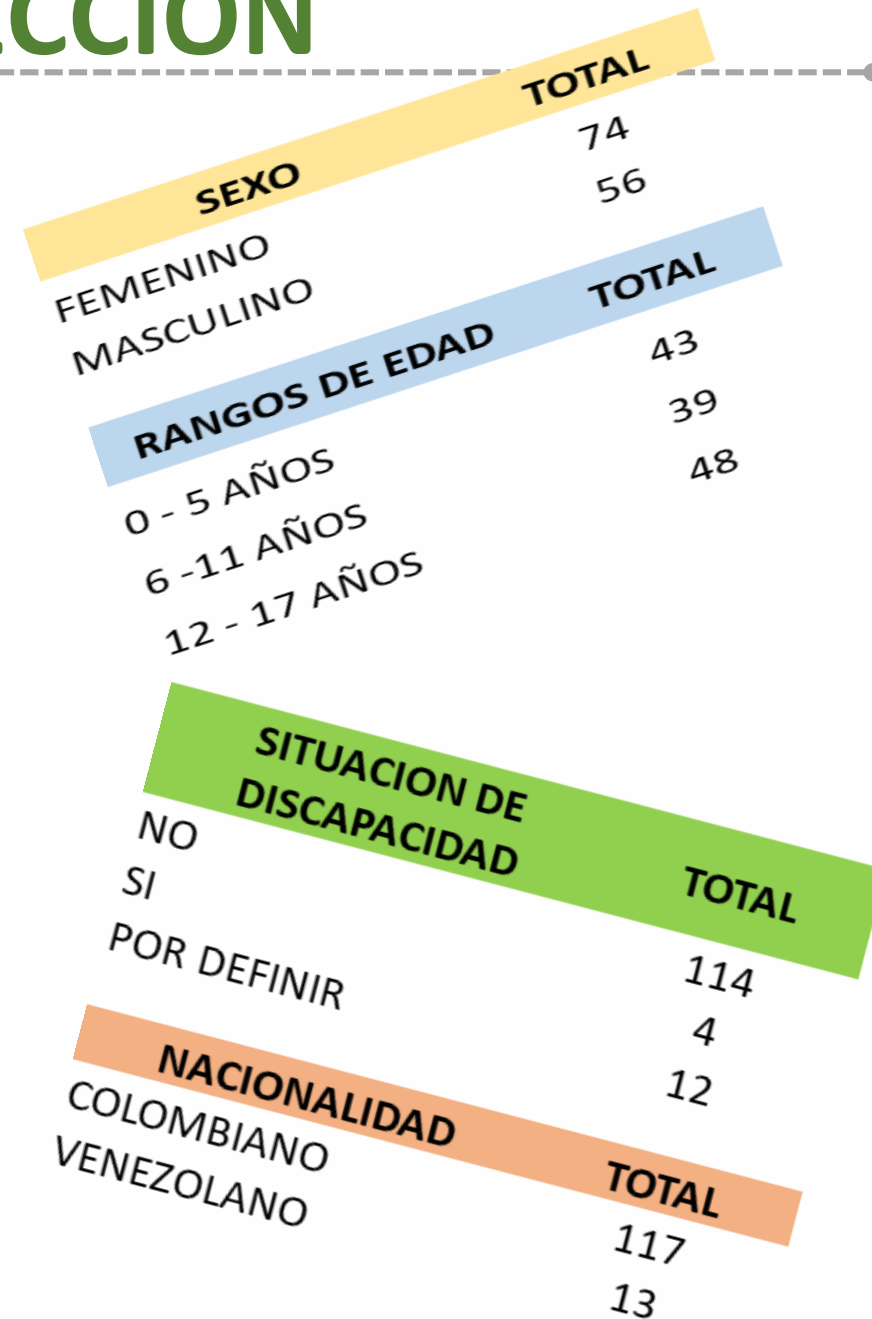 ECCIÓN
SEXO TOTAL
FEMENINO 74
MASCULINO 56
RANGOS DE EDAD TOTAL
0 - 5 AÑOS 43
6 -11 AÑOS 39
12 - 17 AÑOS 48
SITUACION DE
DISCAPACIDAD TOTAL
NO 114
SI 4
POR DEFINIR 12
NACIONALIDAD TOTAL
COLOMBIANO 117
VENEZOLANO 13